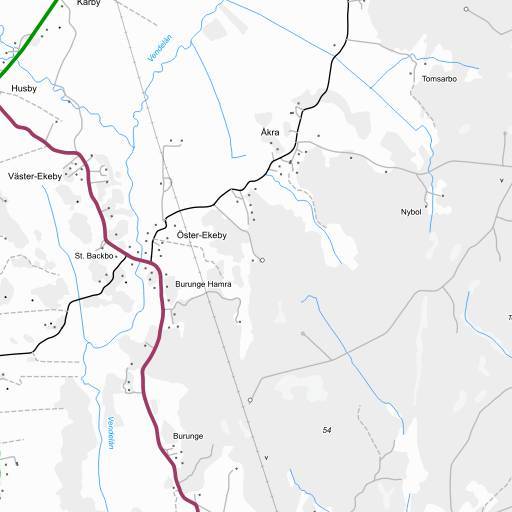 Karby
Vendelån
Husby
Tomsarbo
Åkra
Väster-Ekeby
Nybol
Öster-Ekeby
St. Backbo
Burunge Hamra
Vendelån
54
Burunge